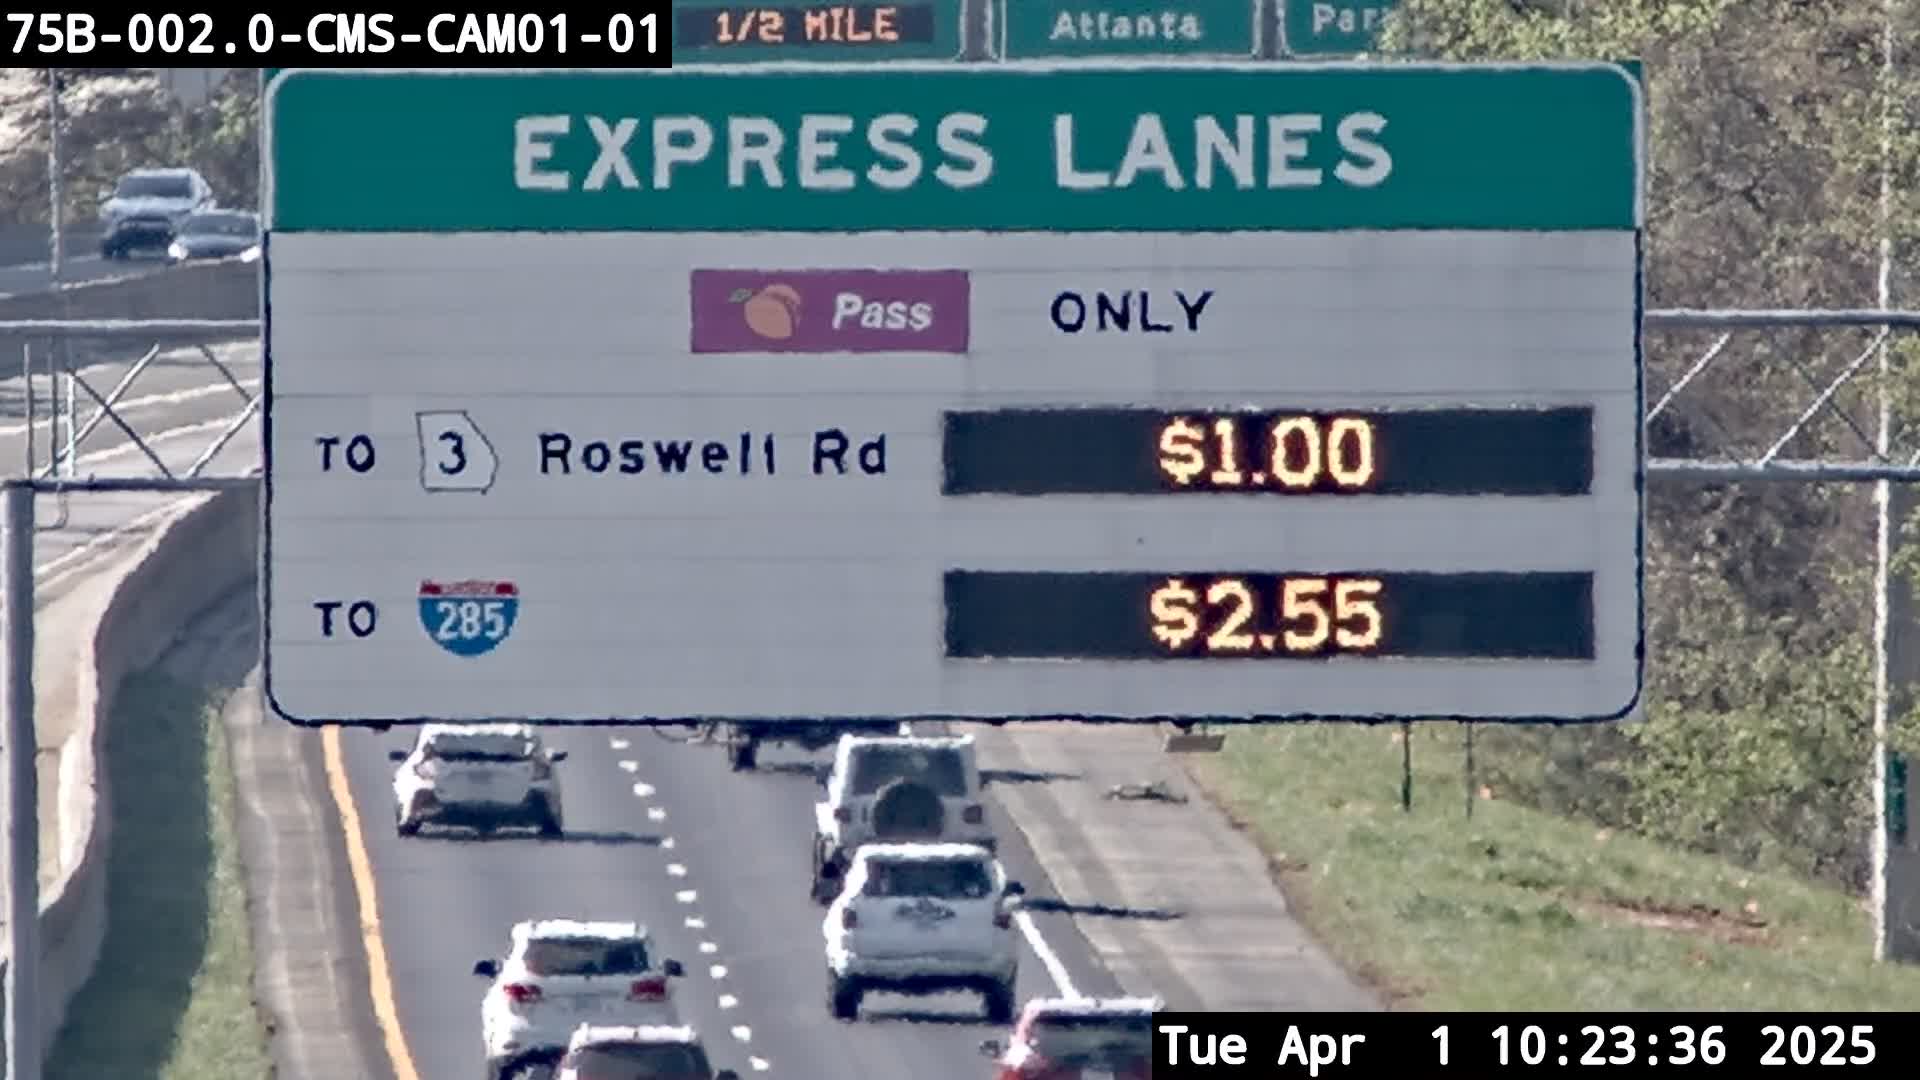 75B-002.0-CMS-CAM01-01
1/2 MILE
Atlanta
EXPRESS LANES
Pass ONLY
TO 3 Roswell Rd $1.00
TO 285 $2.55
Tue Apr 1 10:23:36 2025